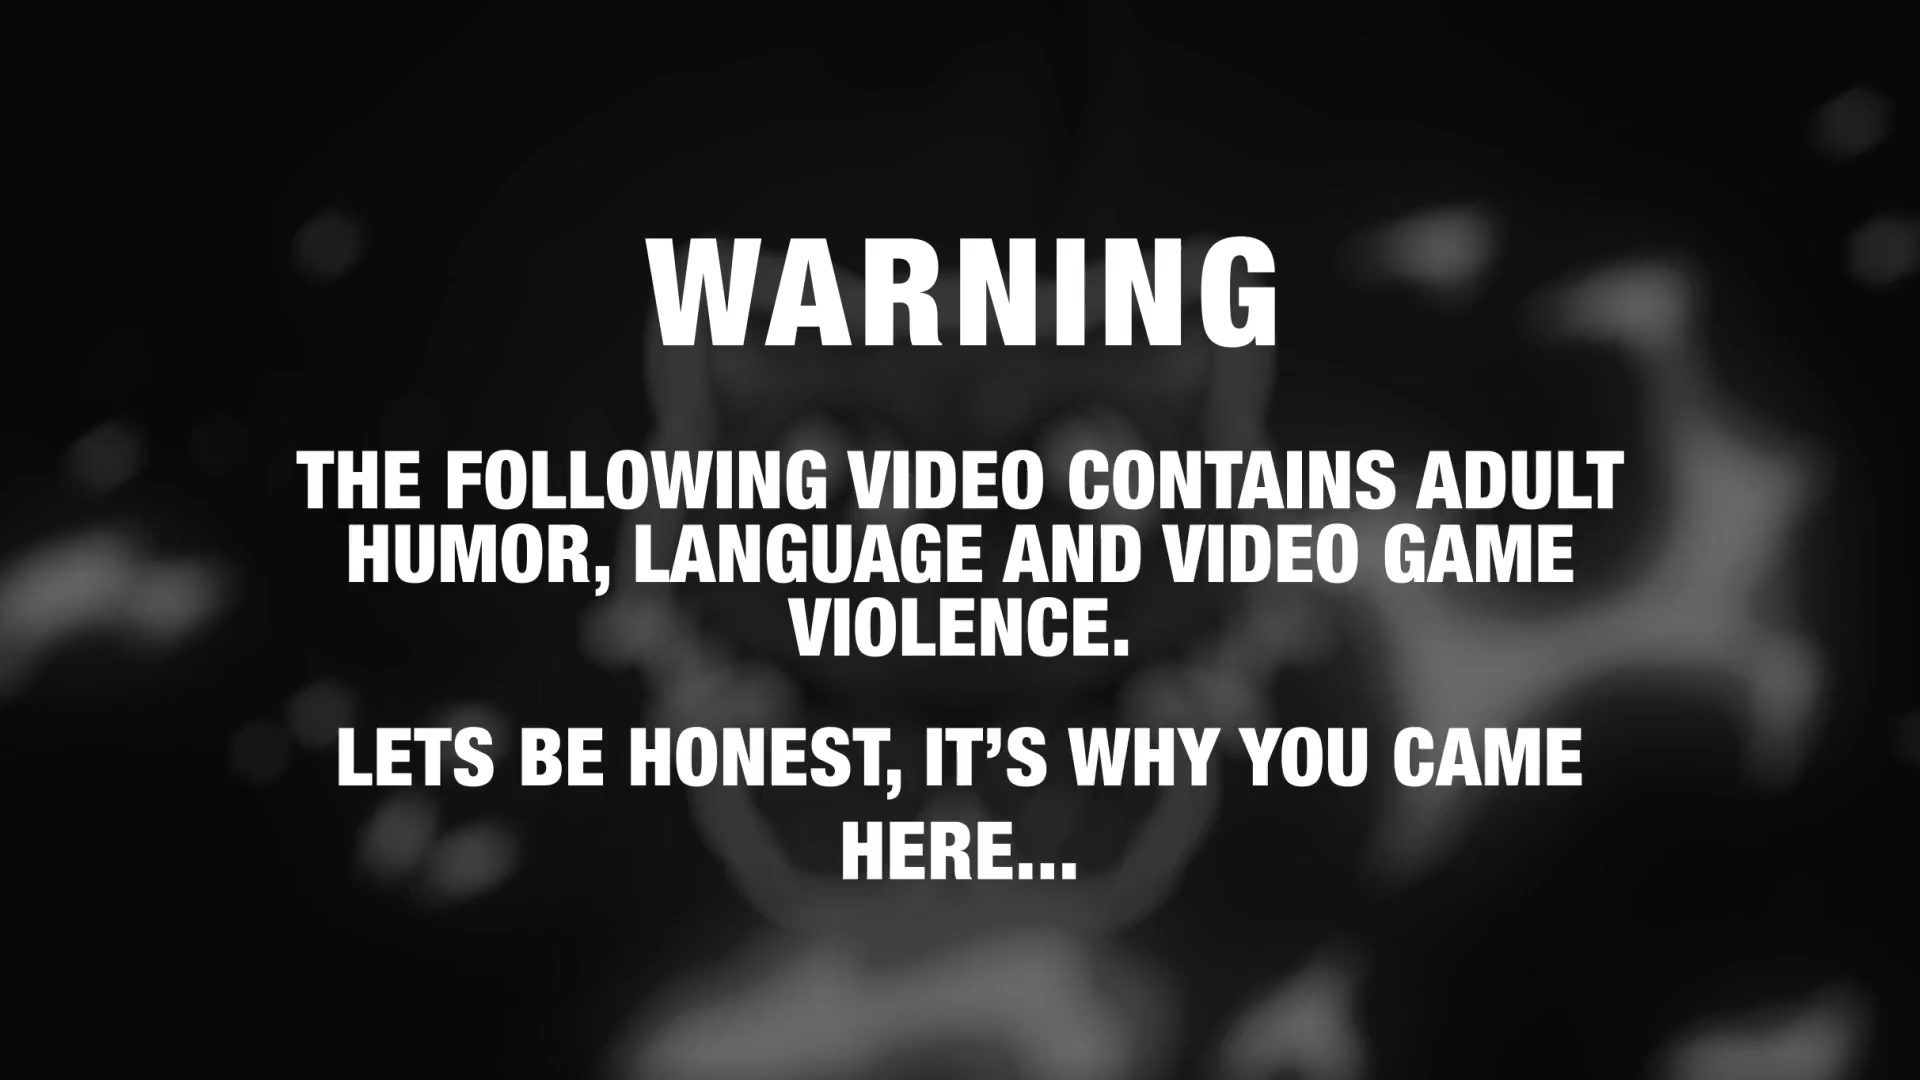 WARNING
THE FOLLOWING VIDEO CONTAINS ADULT
HUMOR, LANGUAGE AND VIDEO GAME
VIOLENCE.
LETS BE HONEST, IT’S WHY YOU CAME
HERE...